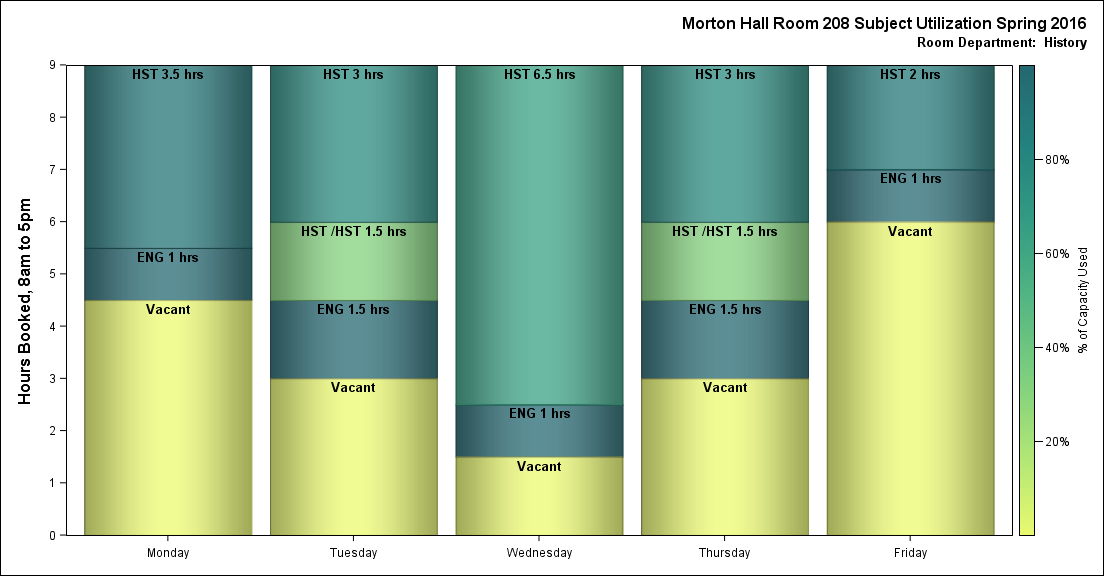 Morton Hall Room 208 Subject Utilization Spring 2016
Room Department:  History
Hours Booked, 8am to 5pm
9
8
7
6
5
4
3
2
1
0
HST 3.5 hrs
ENG 1 hrs
Vacant
HST 3 hrs
HST /HST 1.5 hrs
ENG 1.5 hrs
Vacant
HST 6.5 hrs
ENG 1 hrs
Vacant
HST 3 hrs
HST /HST 1.5 hrs
ENG 1.5 hrs
Vacant
HST 2 hrs
ENG 1 hrs
Vacant
Monday
Tuesday
Wednesday
Thursday
Friday
80%
60%
40%
20%
% of Capacity Used